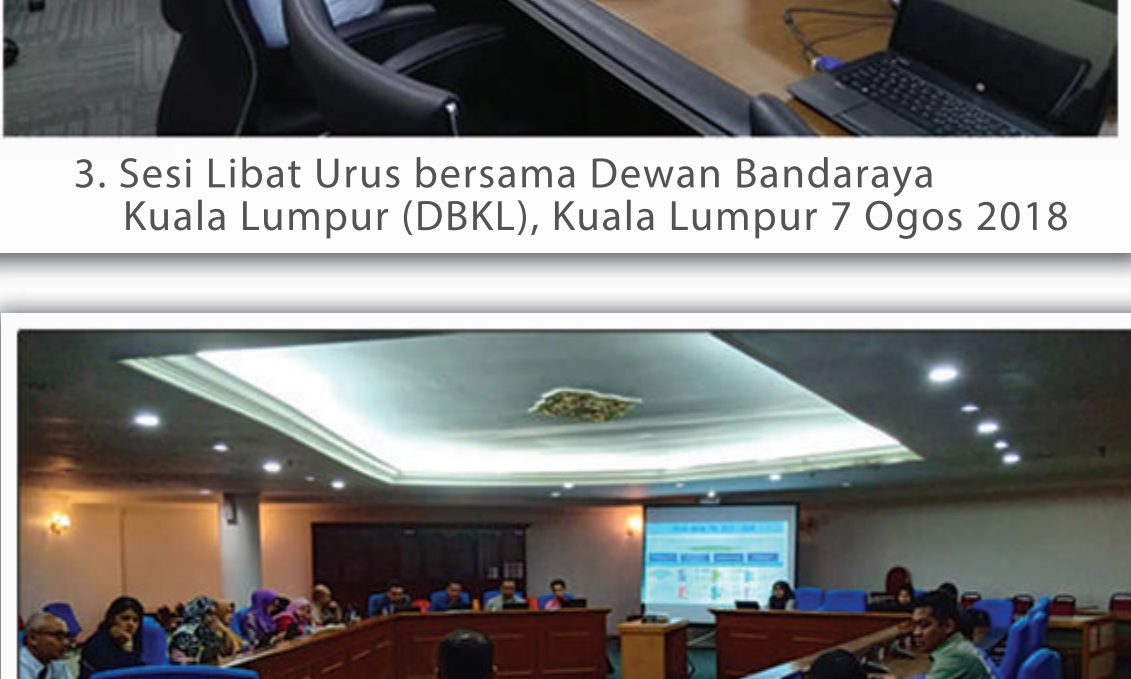 3. Sesi Libat Urus bersama Dewan Bandaraya
Kuala Lumpur (DBKL), Kuala Lumpur 7 Ogos 2018